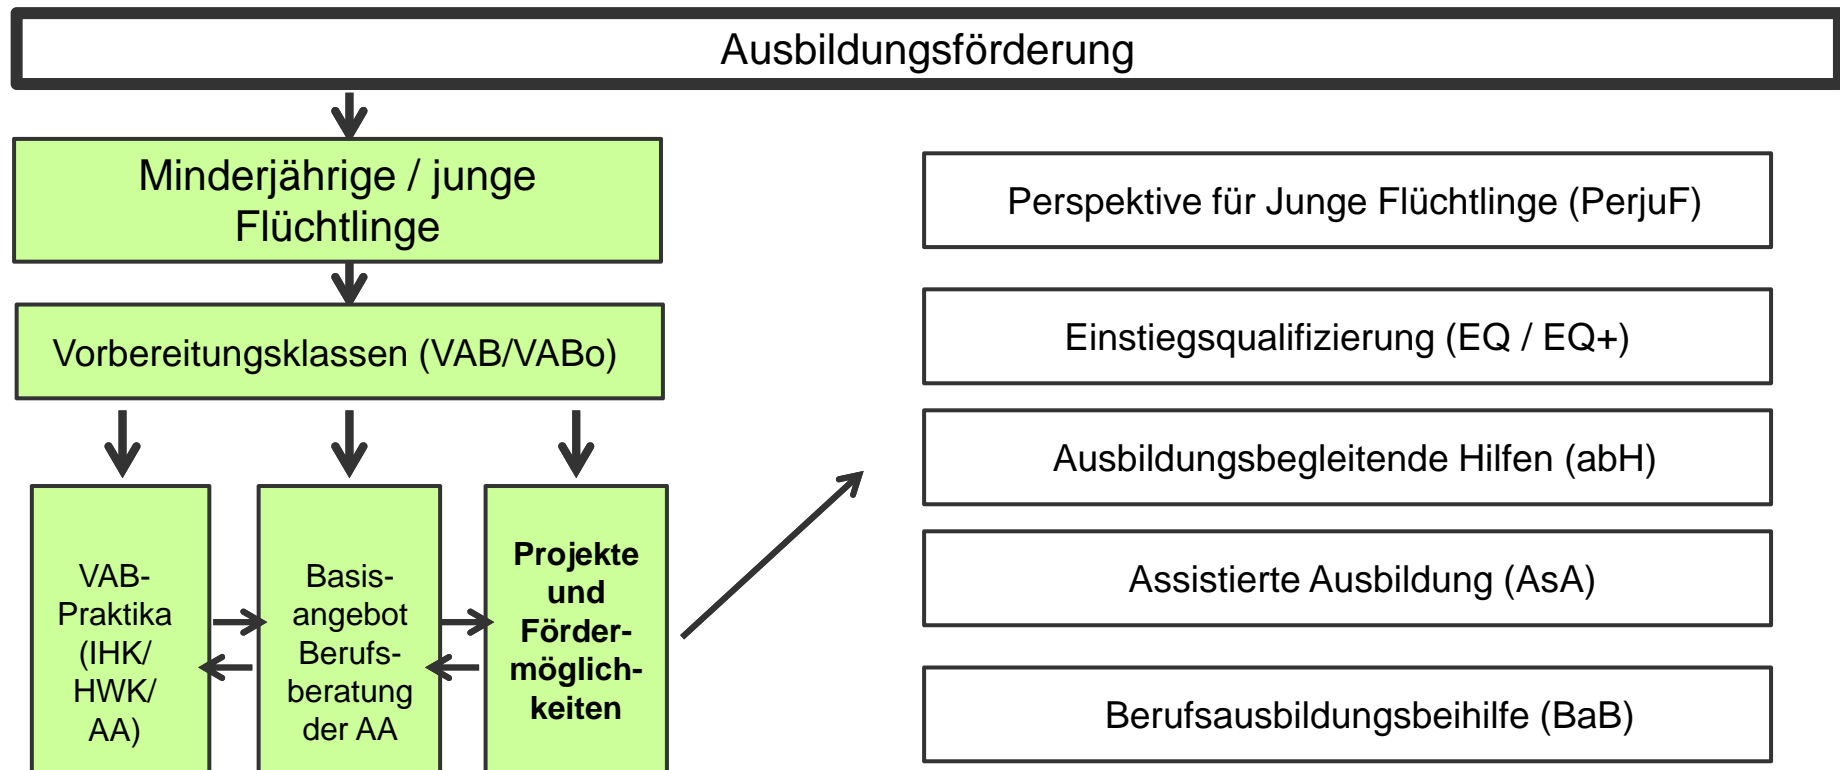 Ausbildungsförderung
Minderjährige / junge
Flüchtlinge
Vorbereitungsklassen (VAB/VABo)
VAB-
Praktika
(IHK/
HWK/
AA)
Basis-
angebot
Berufs-
beratung
der AA
Projekte
und
Förder-
möglich-
keiten
Perspektive für Junge Flüchtlinge (PerjuF)
Einstiegsqualifizierung (EQ / EQ+)
Ausbildungsbegleitende Hilfen (abH)
Assistierte Ausbildung (AsA)
Berufsausbildungsbeihilfe (BaB)